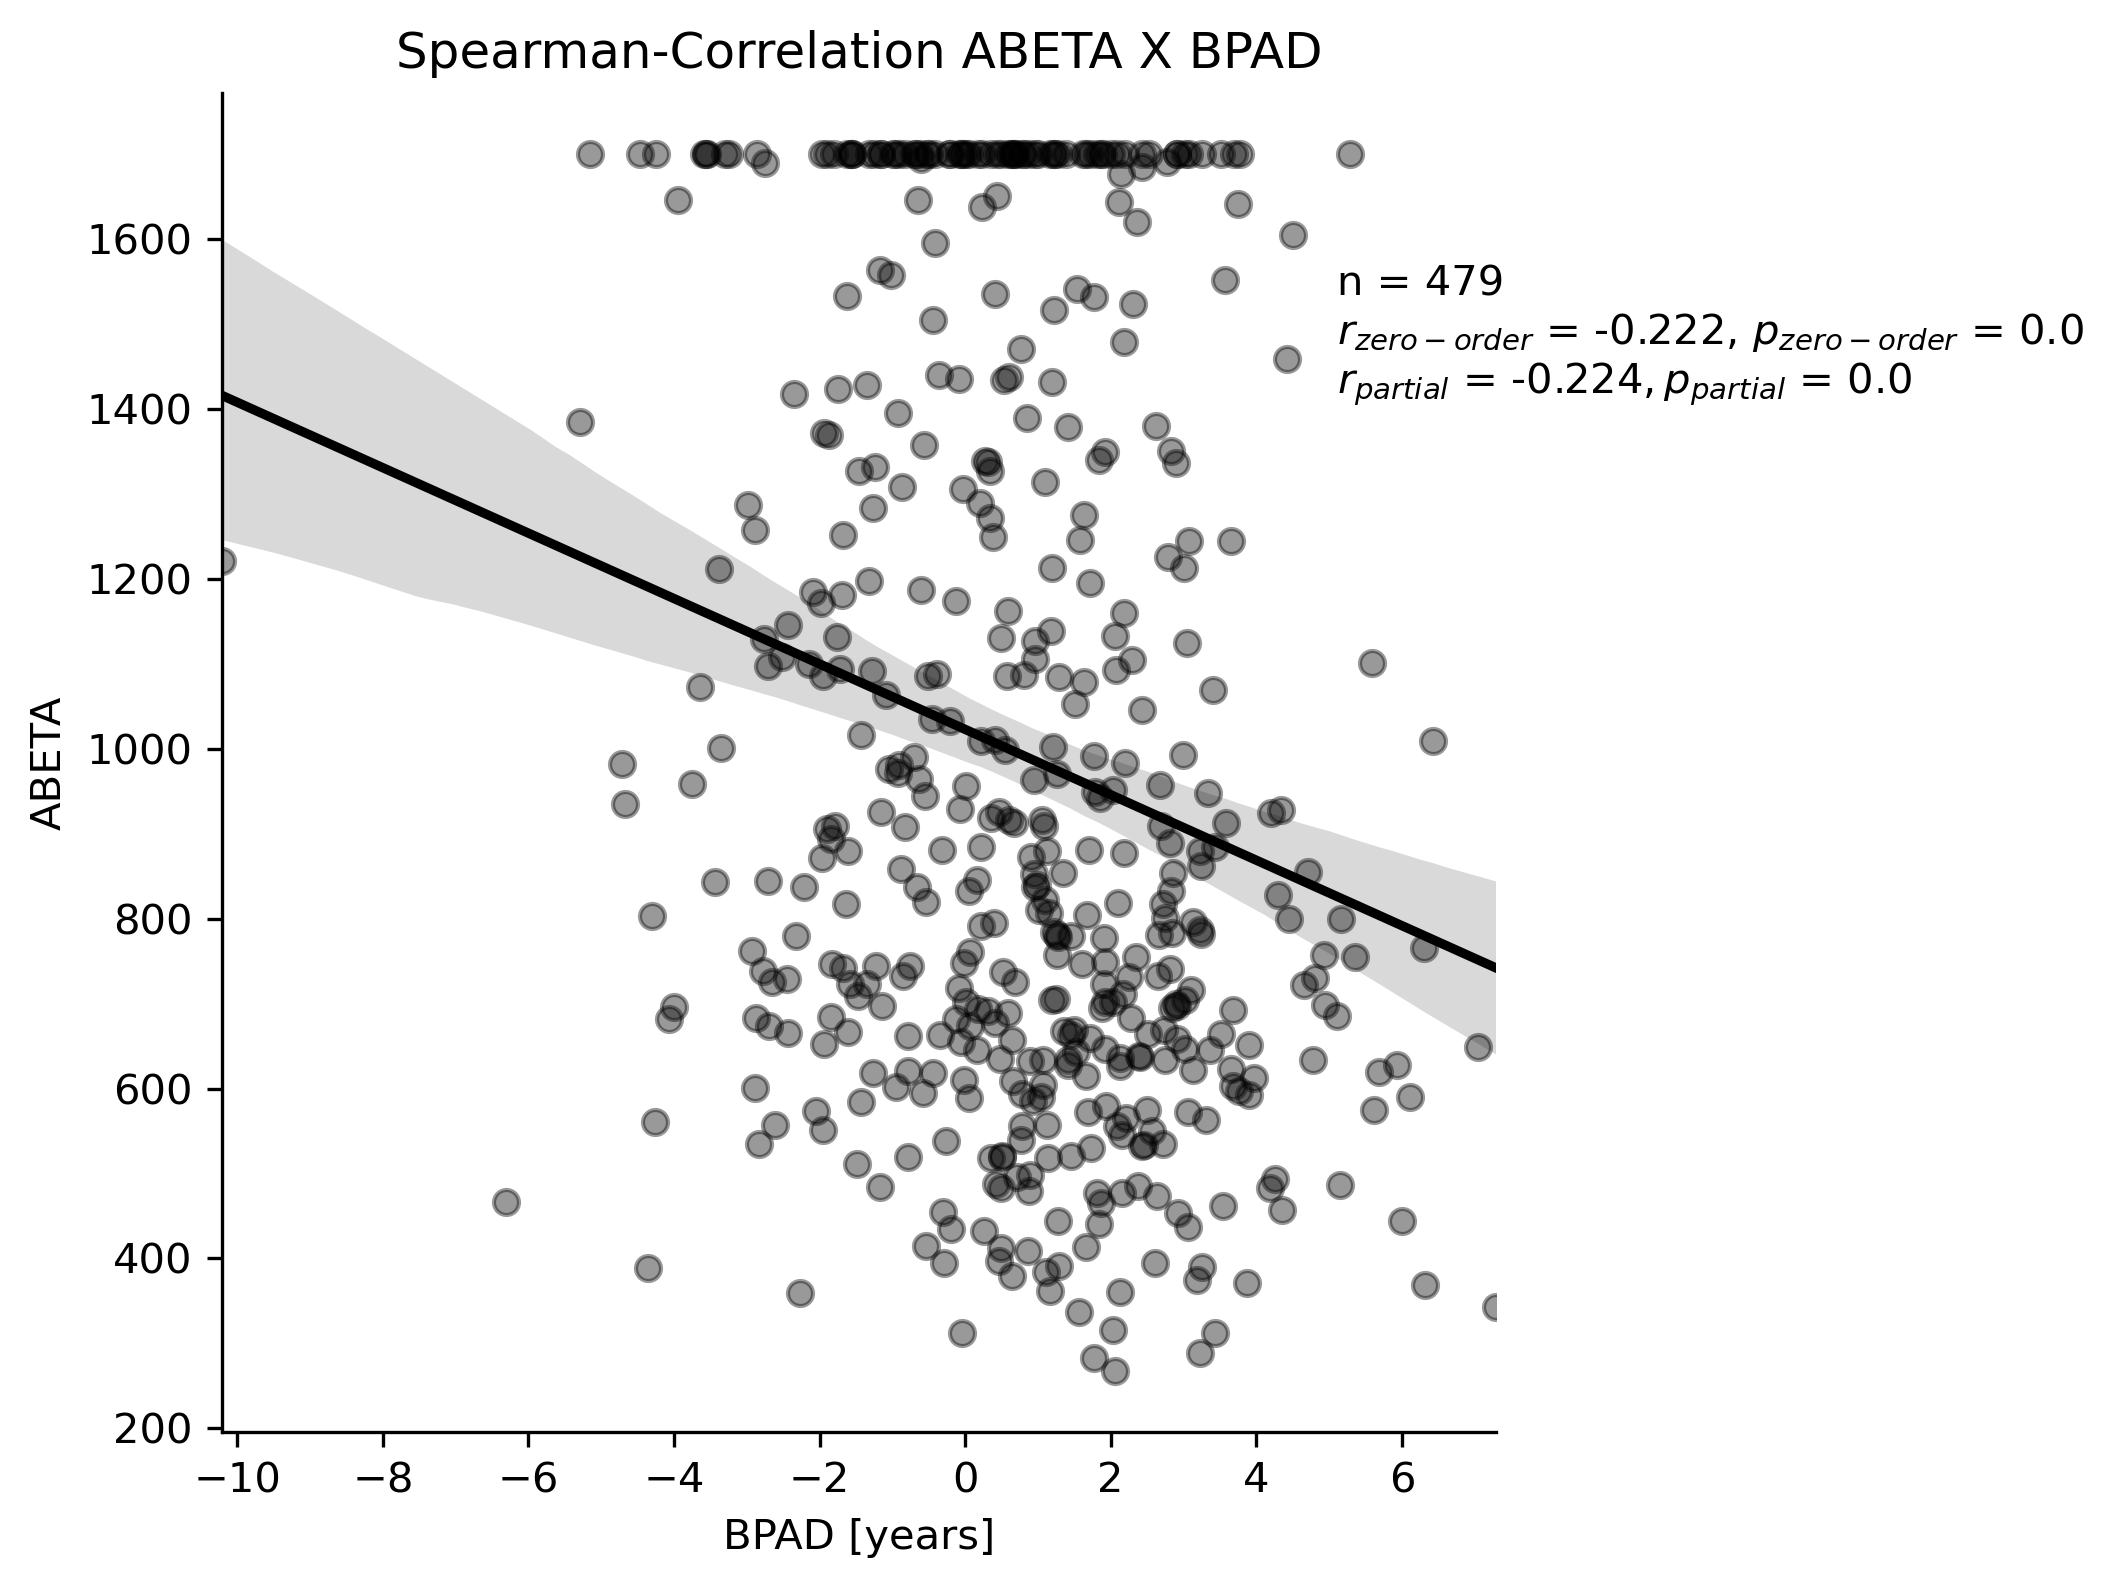 Spearman-Correlation ABETA X BPAD
n = 479
r_zero−order = -0.222, p_zero−order = 0.0
r_partial = -0.224, p_partial = 0.0
ABETA
1600
1400
1200
1000
800
600
400
200
−10 −8 −6 −4 −2 0 2 4 6
BPAD [years]